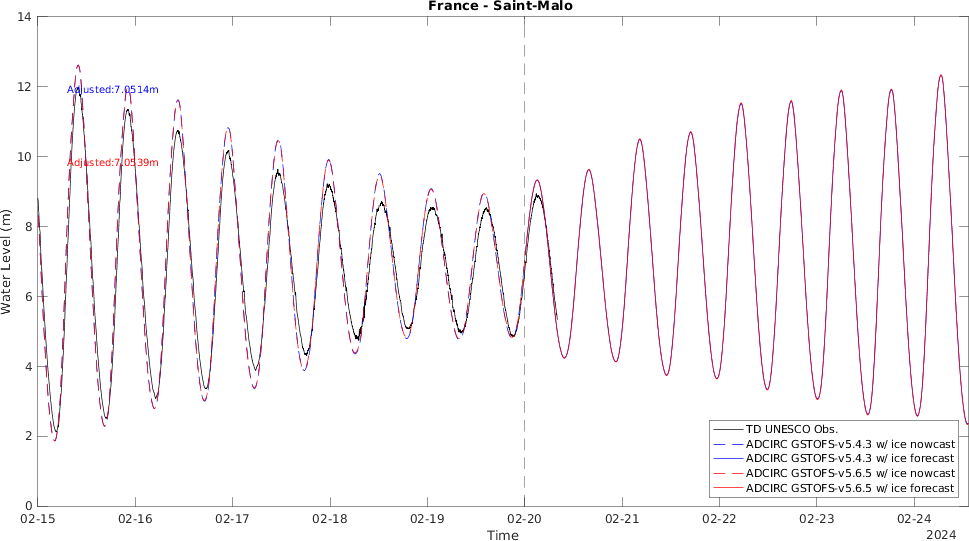 France - Saint-Malo
14
12
10
8
6
4
2
0
Water Level (m)
Adjusted:7.0514m
Adjusted:7.0539m
TD UNESCO Obs.
ADCIRC GSTOFS-v5.4.3 w/ ice nowcast
ADCIRC GSTOFS-v5.4.3 w/ ice forecast
ADCIRC GSTOFS-v5.6.5 w/ ice nowcast
ADCIRC GSTOFS-v5.6.5 w/ ice forecast
02-15 02-16 02-17 02-18 02-19 02-20 02-21 02-22 02-23 02-24
Time
2024